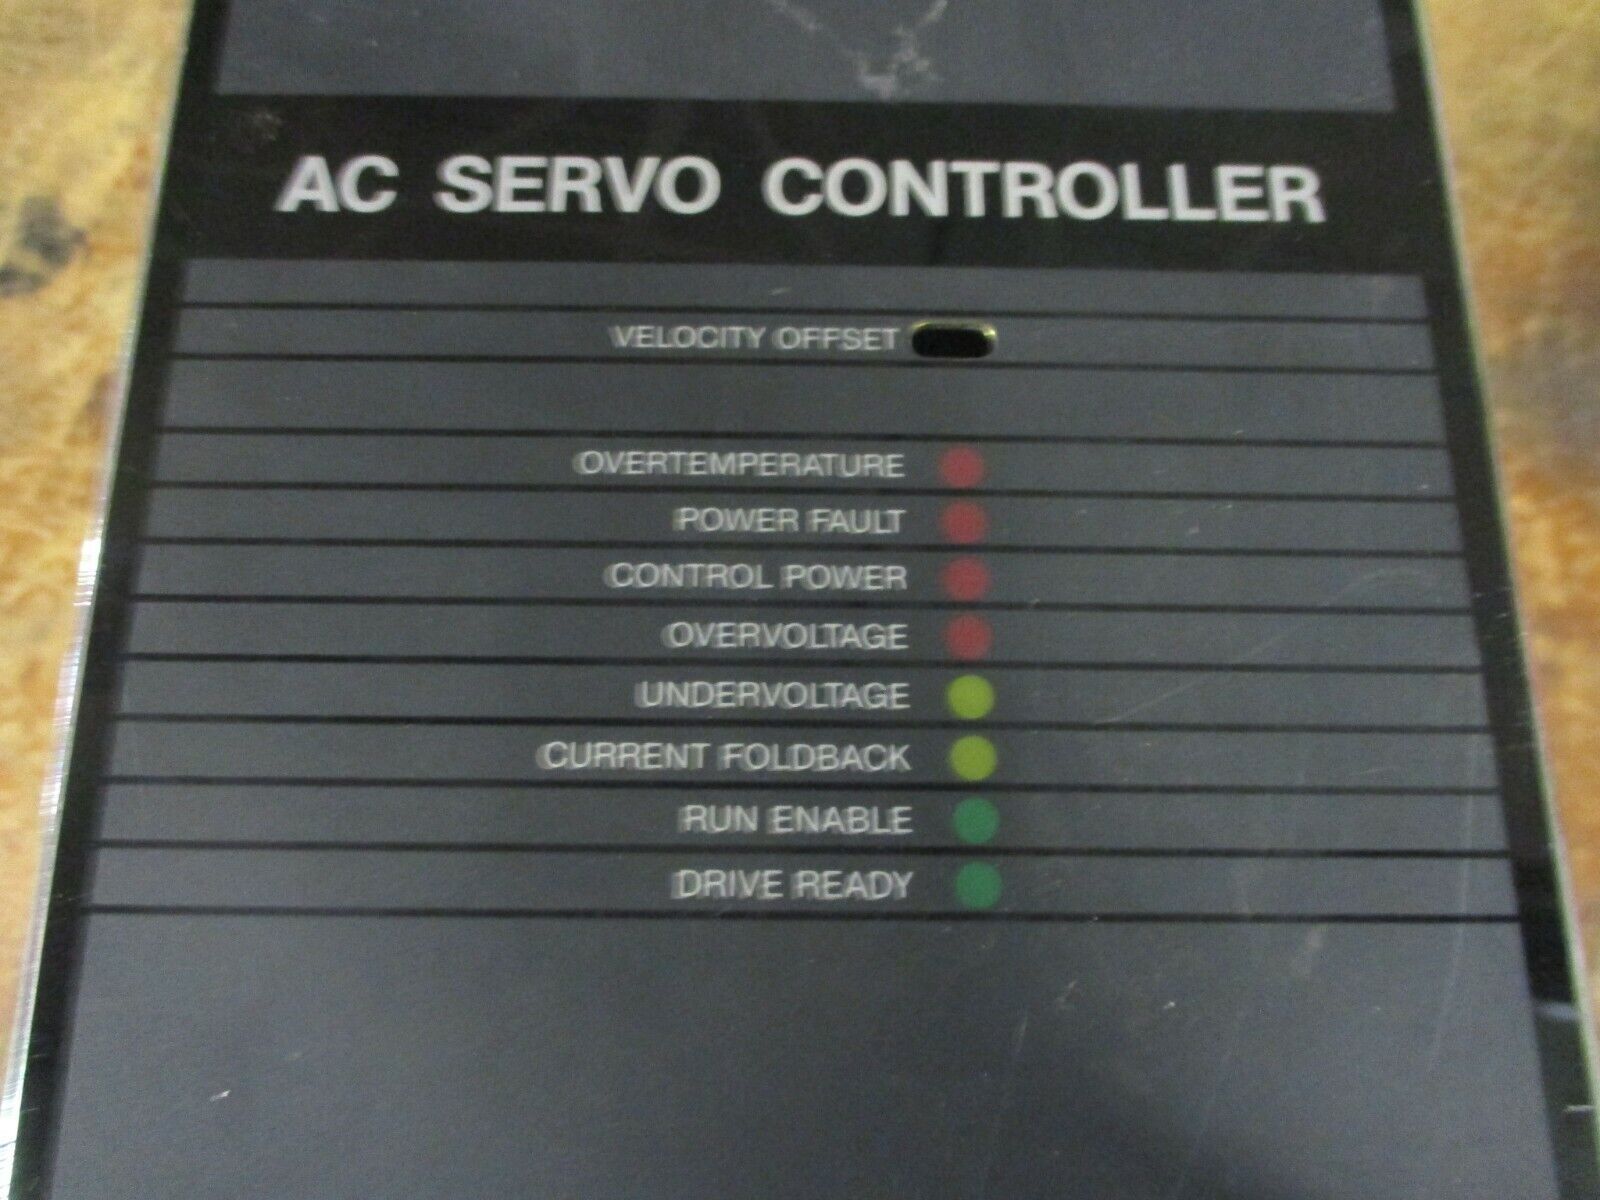 AC SERVO CONTROLLER
VELOCITY OFFSET
OVERTEMPERATURE
POWER FAULT
CONTROL POWER
OVERVOLTAGE
UNDERVOLTAGE
CURRENT FOLDBACK
RUN ENABLE
DRIVE READY